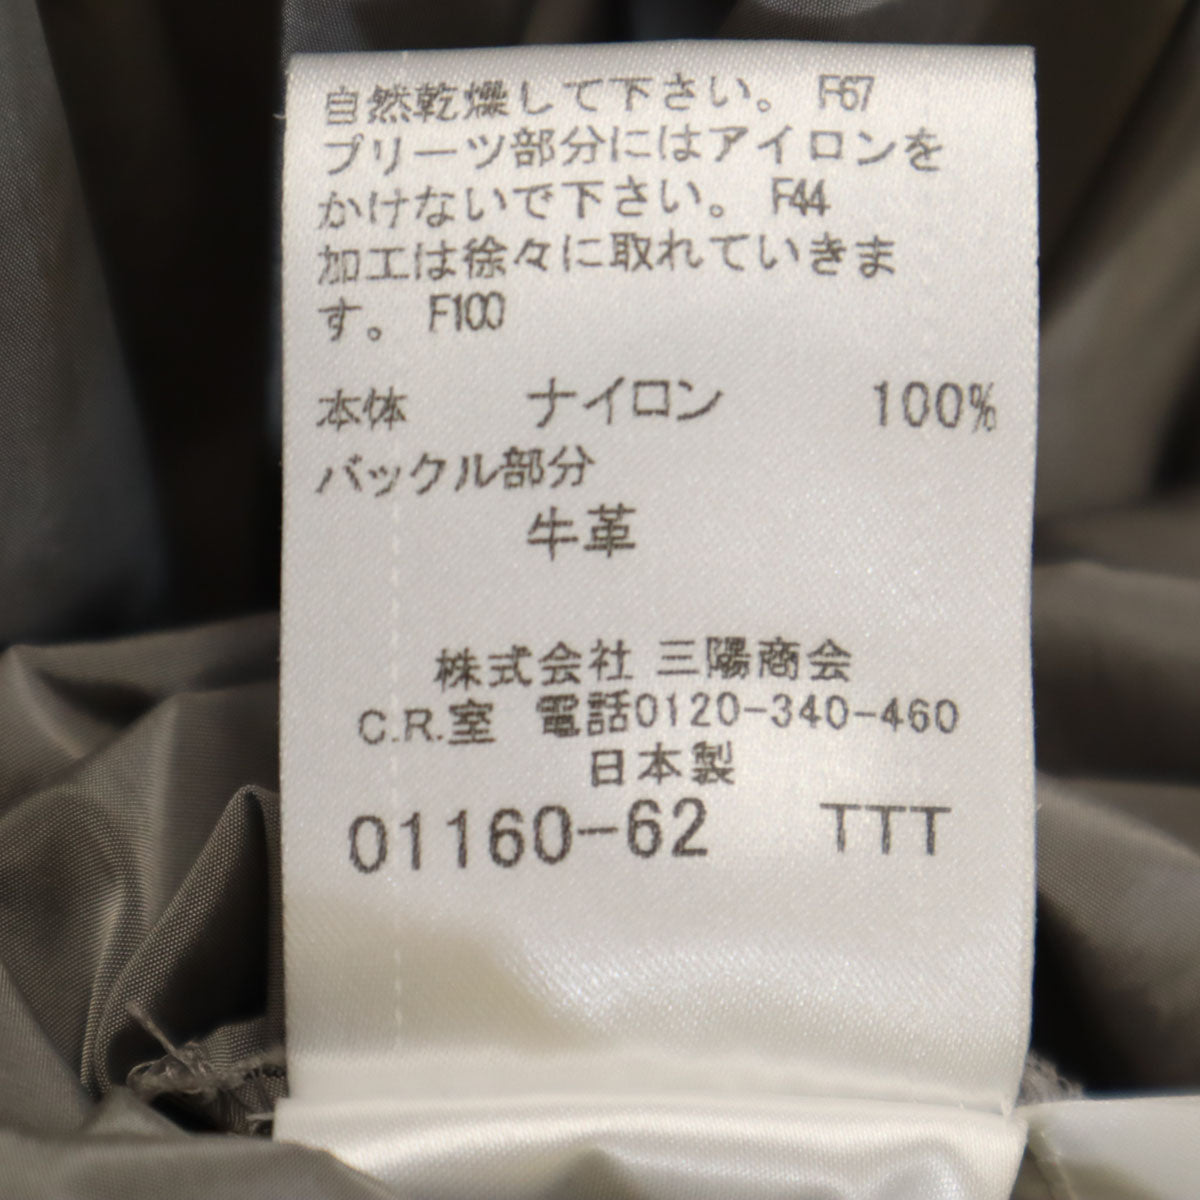 自然乾燥して下さい。 F67
プリーツ部分にはアイロンを
かけないで下さい。 F44
加工は徐々に取れていきま
す。 F100
本体 ナイロン 100%
バックル部分
牛革
株式会社 三陽商会
C.R.室 電話0120-340-460
日本製
01160-62 TTT